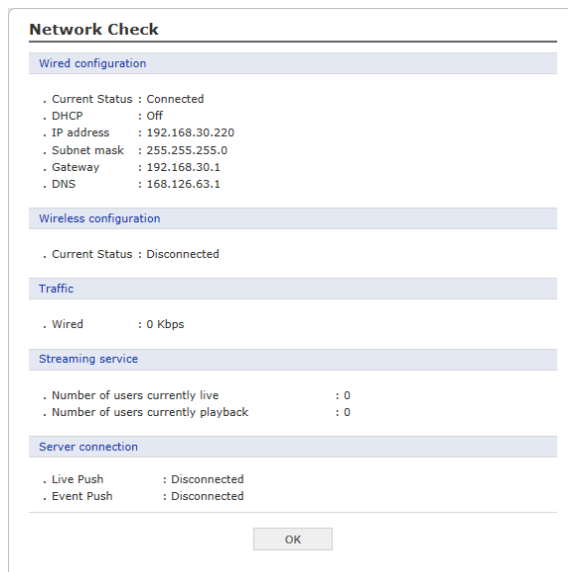 Network Check
Wired configuration
. Current Status : Connected
. DHCP : Off
. IP address : 192.168.30.220
. Subnet mask : 255.255.255.0
. Gateway : 192.168.30.1
. DNS : 168.126.63.1
Wireless configuration
. Current Status : Disconnected
Traffic
. Wired : 0 Kbps
Streaming service
. Number of users currently live : 0
. Number of users currently playback : 0
Server connection
. Live Push : Disconnected
. Event Push : Disconnected
OK